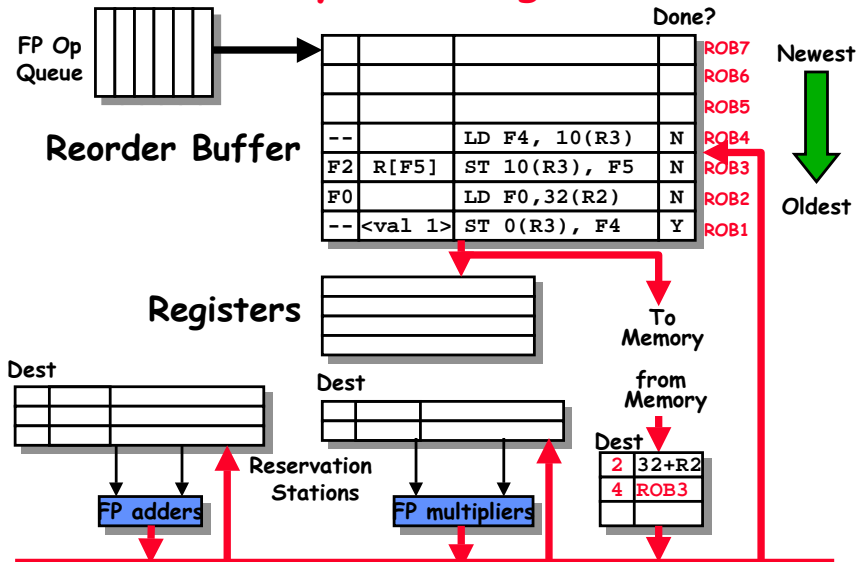 Done?
FP Op
Queue
ROB7
Newest
ROB6
ROB5
Reorder Buffer
-- LD F4, 10(R3) N ROB4
F2 R[F5] ST 10(R3), F5 N ROB3
F0 LD F0,32(R2) N ROB2
-- <val 1> ST 0(R3), F4 Y ROB1
Oldest
Registers
To
Memory
from
Memory
Dest
Dest
Dest
2 32+R2
4 ROB3
Reservation
Stations
FP adders
FP multipliers